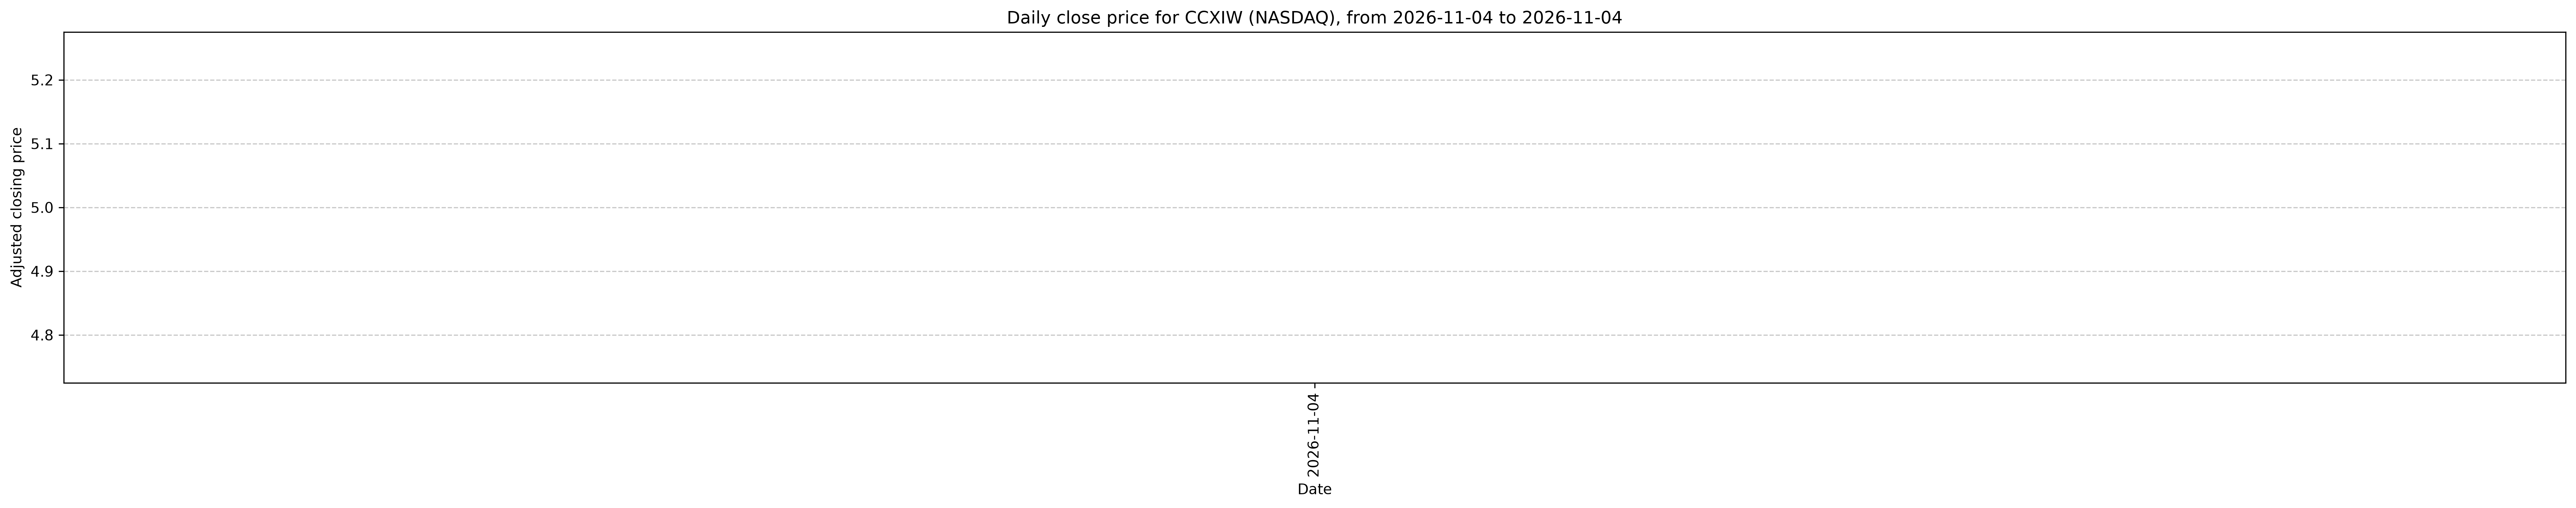 Daily close price for CCXIW (NASDAQ), from 2026-11-04 to 2026-11-04
Adjusted closing price
5.2
5.1
5.0
4.9
4.8
2026-11-04
Date